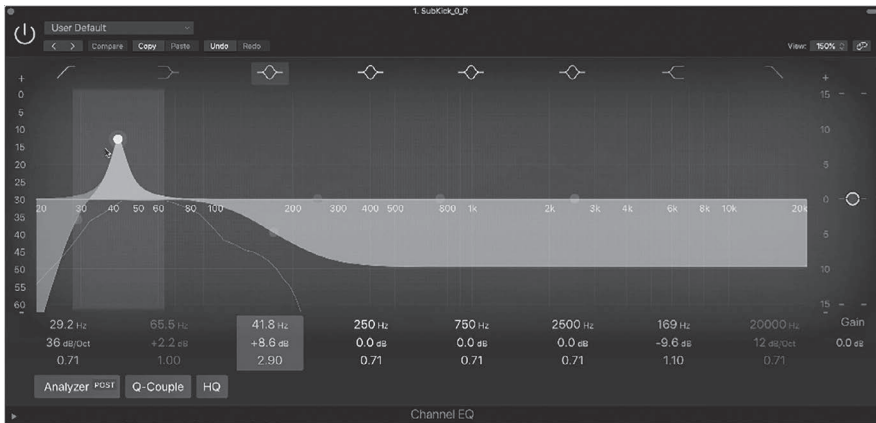 1. SubKick_0_R
User Default
Compare Copy Paste Undo Redo View: 150%
+ +
0 15
5
10 10
15
20 5
25
30 0
20 30 40 50 60 80 100 200 300 400 500 800 1k 2k 3k 4k 6k 8k 10k 20k
35
40 5
45
50 10
55
60 15
- -
29.2 Hz 65.5 Hz 41.8 Hz 250 Hz 750 Hz 2500 Hz 169 Hz 20000 Hz Gain
36 dB/Oct +2.2 dB +8.6 dB 0.0 dB 0.0 dB 0.0 dB -9.6 dB 12 dB/Oct 0.0 dB
0.71 1.00 2.90 0.71 0.71 0.71 1.10 0.71
Analyzer POST Q-Couple HQ
Channel EQ